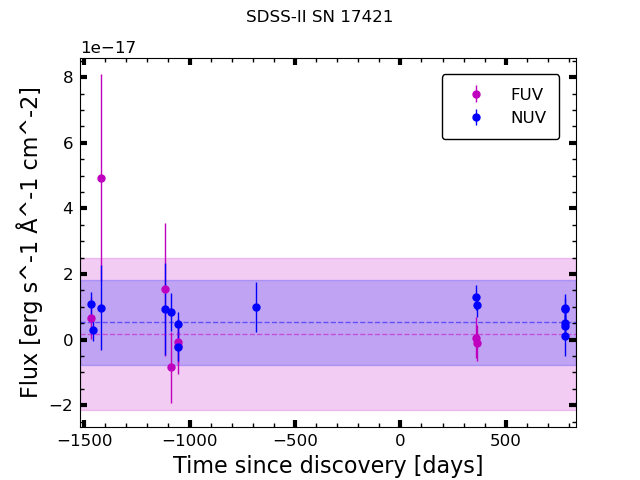 SDSS-II SN 17421
1e−17
FUV
NUV
8
6
4
2
0
−2
Flux [erg s^-1 Å^-1 cm^-2]
−1500 −1000 −500 0 500
Time since discovery [days]